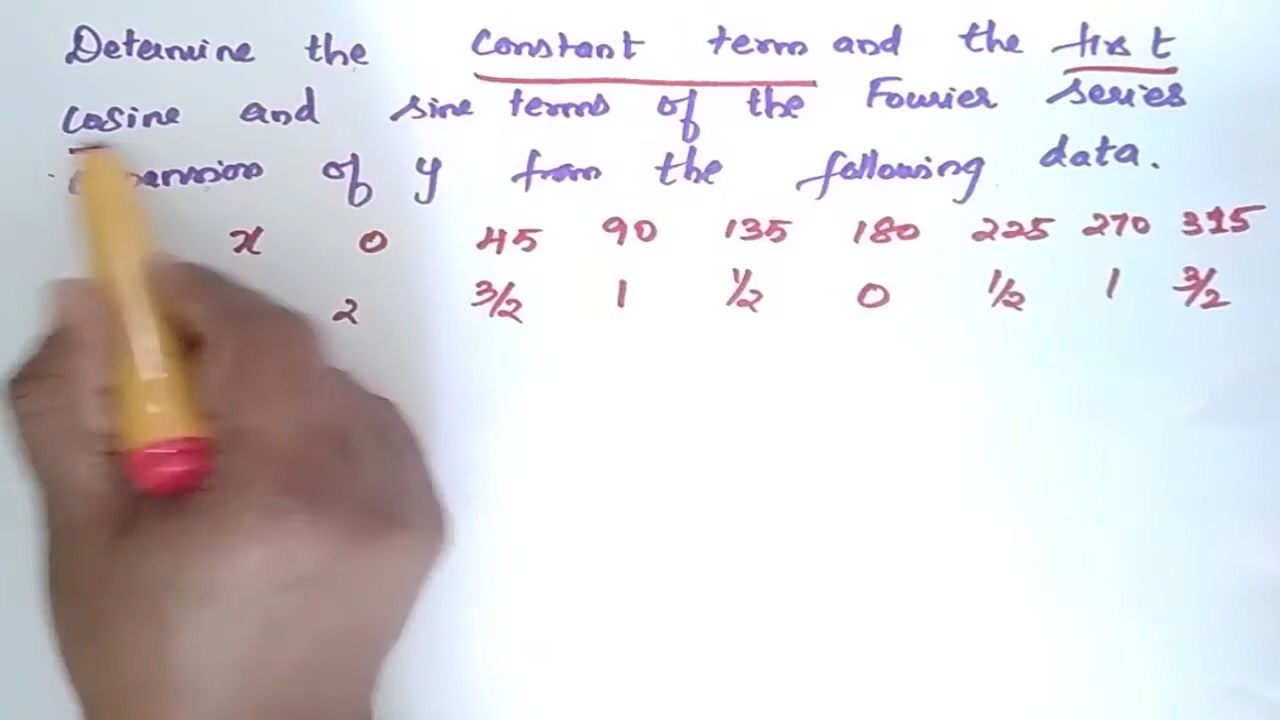 Determine the constant term and the first
cosine and sine terms of the Fourier series
of y from the following data.
x 0 45 90 135 180 225 270 315
2 3/2 1 1/2 0 1/2 1 3/2